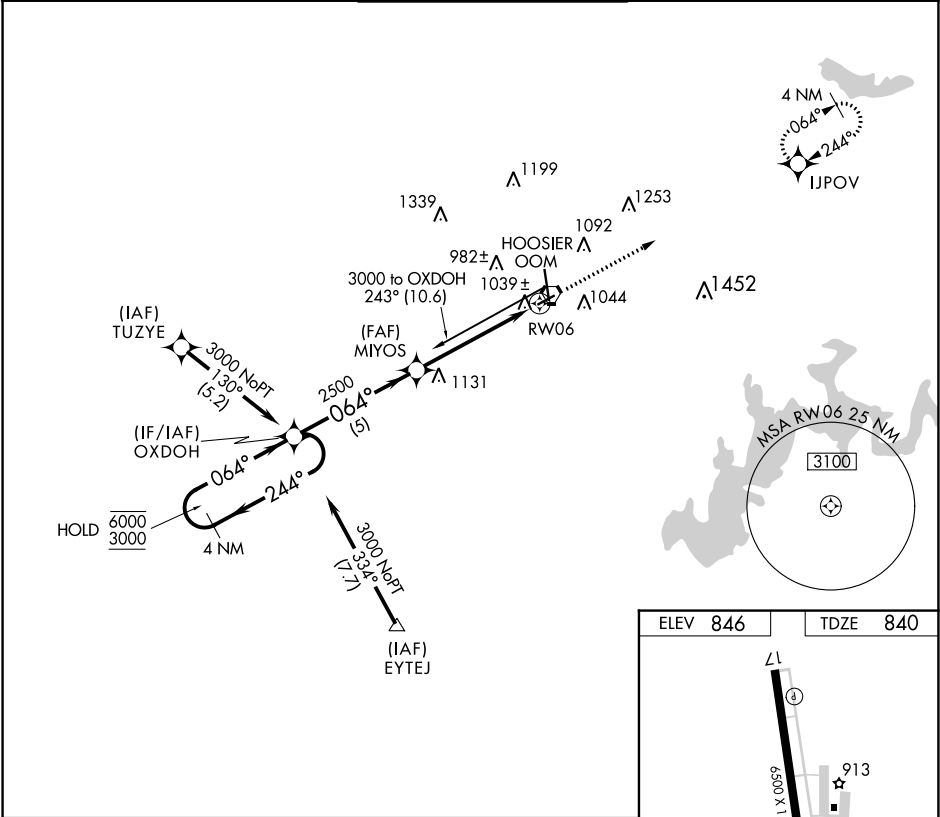 4 NM
064°
244°
IJPOV
1199
1339
1253
1092
HOOSIER
OOM
982±
3000 to OXDOH
243° (10.6)
1039±
1044
1452
RW06
(IAF)
TUZYE
(FAF)
MIYOS
3000 NoPT
130°
(5.2)
2500
064°
(5)
1131
(IF/IAF)
OXDOH
064°
244°
HOLD
6000
3000
4 NM
3000 NoPT
334°
(7.7)
(IAF)
EYTEJ
MSA RW06 25 NM
3100
ELEV 846
TDZE 840
17
P
913
6500 X 1